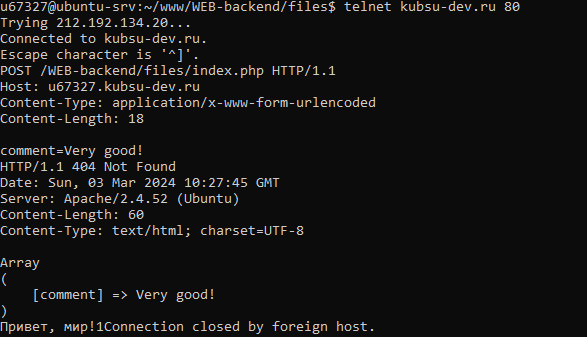 u67327@ubuntu-srv:~/www/WEB-backend/files$ telnet kubsu-dev.ru 80
Trying 212.192.134.20...
Connected to kubsu-dev.ru.
Escape character is '^]'.
POST /WEB-backend/files/index.php HTTP/1.1
Host: u67327.kubsu-dev.ru
Content-Type: application/x-www-form-urlencoded
Content-Length: 18

comment=Very good!
HTTP/1.1 404 Not Found
Date: Sun, 03 Mar 2024 10:27:45 GMT
Server: Apache/2.4.52 (Ubuntu)
Content-Length: 60
Content-Type: text/html; charset=UTF-8

Array
(
    [comment] => Very good!
)
Привет, мир!1Connection closed by foreign host.